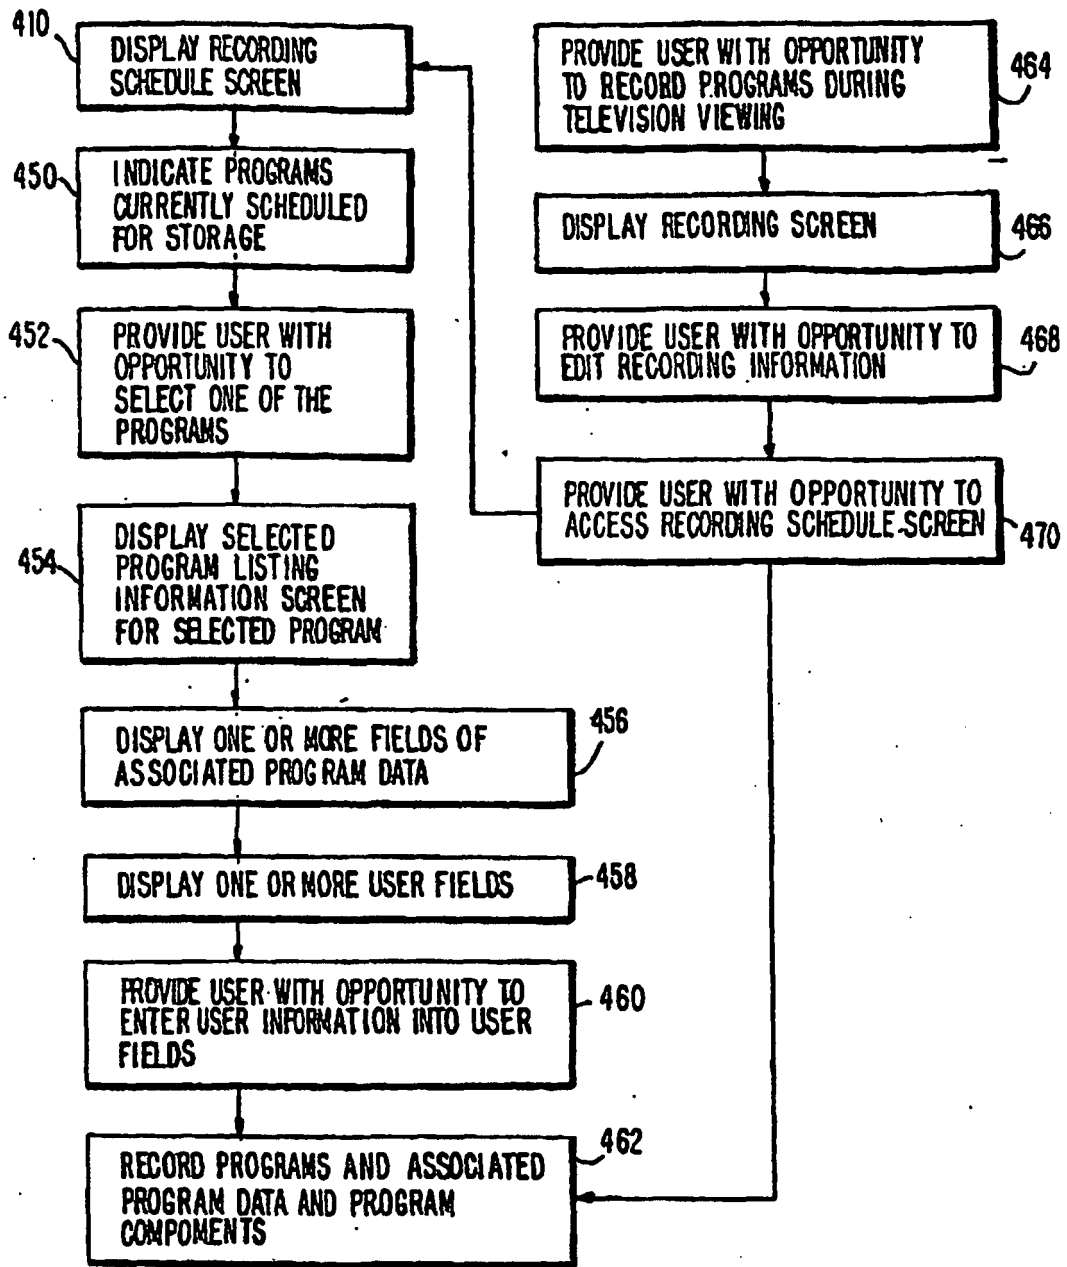 410
DISPLAY RECORDING
SCHEDULE SCREEN
450
INDICATE PROGRAMS
CURRENTLY SCHEDULED
FOR STORAGE
452
PROVIDE USER WITH
OPPORTUNITY TO
SELECT ONE OF THE
PROGRAMS
454
DISPLAY SELECTED
PROGRAM LISTING
INFORMATION SCREEN
FOR SELECTED PROGRAM
456
DISPLAY ONE OR MORE FIELDS OF
ASSOCIATED PROGRAM DATA
DISPLAY ONE OR MORE USER FIELDS
458
PROVIDE USER WITH OPPORTUNITY TO
ENTER USER INFORMATION INTO USER
FIELDS
460
462
RECORD PROGRAMS AND ASSOCIATED
PROGRAM DATA AND PROGRAM
COMPOMENTS
PROVIDE USER WITH OPPORTUNITY
TO RECORD PROGRAMS DURING
TELEVISION VIEWING
464
DISPLAY RECORDING SCREEN
466
PROVIDE USER WITH OPPORTUNITY TO
EDIT RECORDING INFORMATION
468
PROVIDE USER WITH OPPORTUNITY TO
ACCESS RECORDING SCHEDULE-SCREEN
470